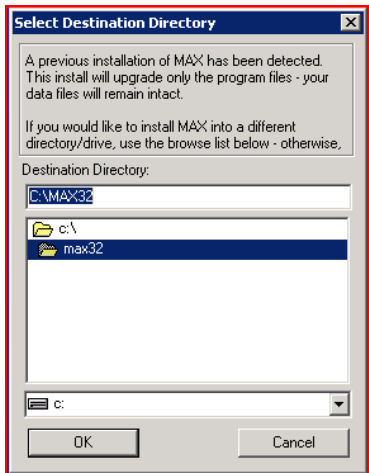 Select Destination Directory
A previous installation of MAX has been detected.
This install will upgrade only the program files - your
data files will remain intact.
If you would like to install MAX into a different
directory/drive, use the browse list below - otherwise,
Destination Directory:
C:\MAX32
c:\
max32
c:
OK
Cancel